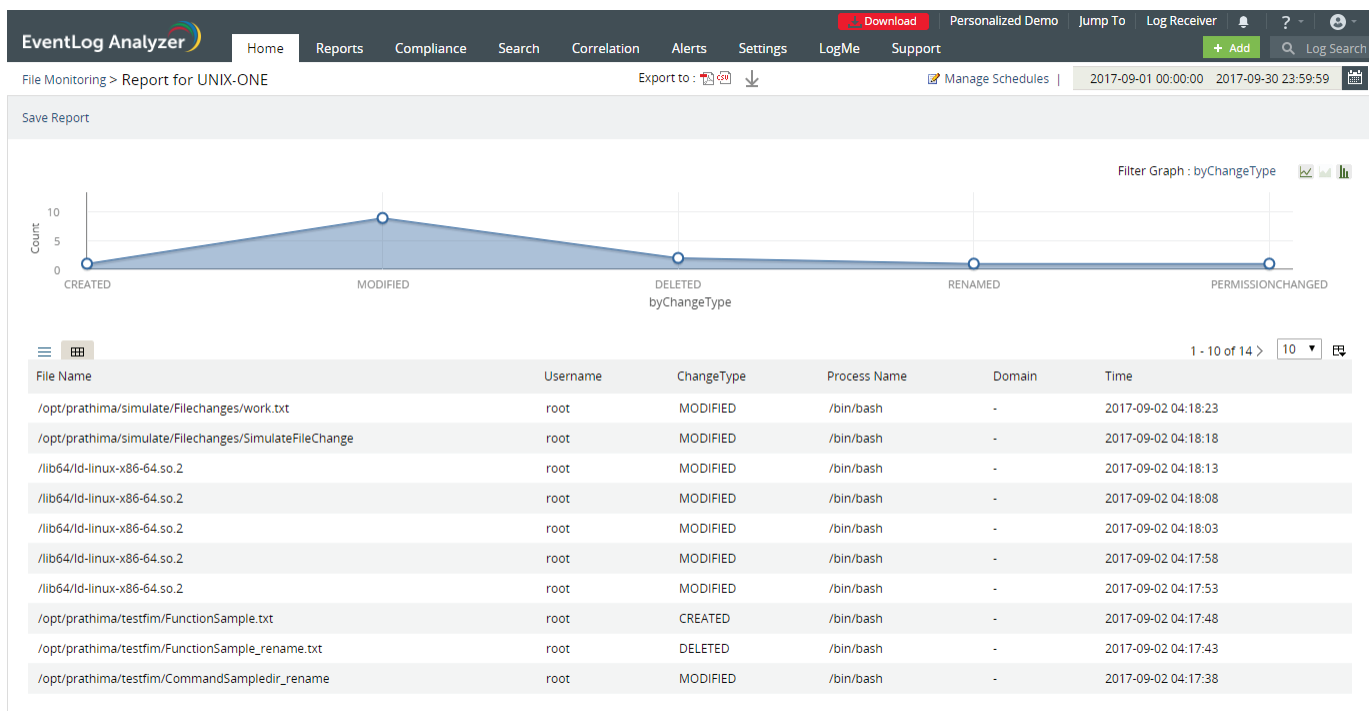 Download Personalized Demo Jump To Log Receiver ?
EventLog Analyzer Home Reports Compliance Search Correlation Alerts Settings LogMe Support + Add Log Search
File Monitoring > Report for UNIX-ONE Export to : CSV Manage Schedules | 2017-09-01 00:00:00 2017-09-30 23:59:59
Save Report
Filter Graph : byChangeType
10
5
0
Count
CREATED MODIFIED DELETED RENAMED PERMISSIONCHANGED
byChangeType
1 - 10 of 14 > 10
File Name Username ChangeType Process Name Domain Time
/opt/prathima/simulate/Filechanges/work.txt root MODIFIED /bin/bash - 2017-09-02 04:18:23
/opt/prathima/simulate/Filechanges/SimulateFileChange root MODIFIED /bin/bash - 2017-09-02 04:18:18
/lib64/ld-linux-x86-64.so.2 root MODIFIED /bin/bash - 2017-09-02 04:18:13
/lib64/ld-linux-x86-64.so.2 root MODIFIED /bin/bash - 2017-09-02 04:18:08
/lib64/ld-linux-x86-64.so.2 root MODIFIED /bin/bash - 2017-09-02 04:18:03
/lib64/ld-linux-x86-64.so.2 root MODIFIED /bin/bash - 2017-09-02 04:17:58
/lib64/ld-linux-x86-64.so.2 root MODIFIED /bin/bash - 2017-09-02 04:17:53
/opt/prathima/testfim/FunctionSample.txt root CREATED /bin/bash - 2017-09-02 04:17:48
/opt/prathima/testfim/FunctionSample_rename.txt root DELETED /bin/bash - 2017-09-02 04:17:43
/opt/prathima/testfim/CommandSampledir_rename root MODIFIED /bin/bash - 2017-09-02 04:17:38